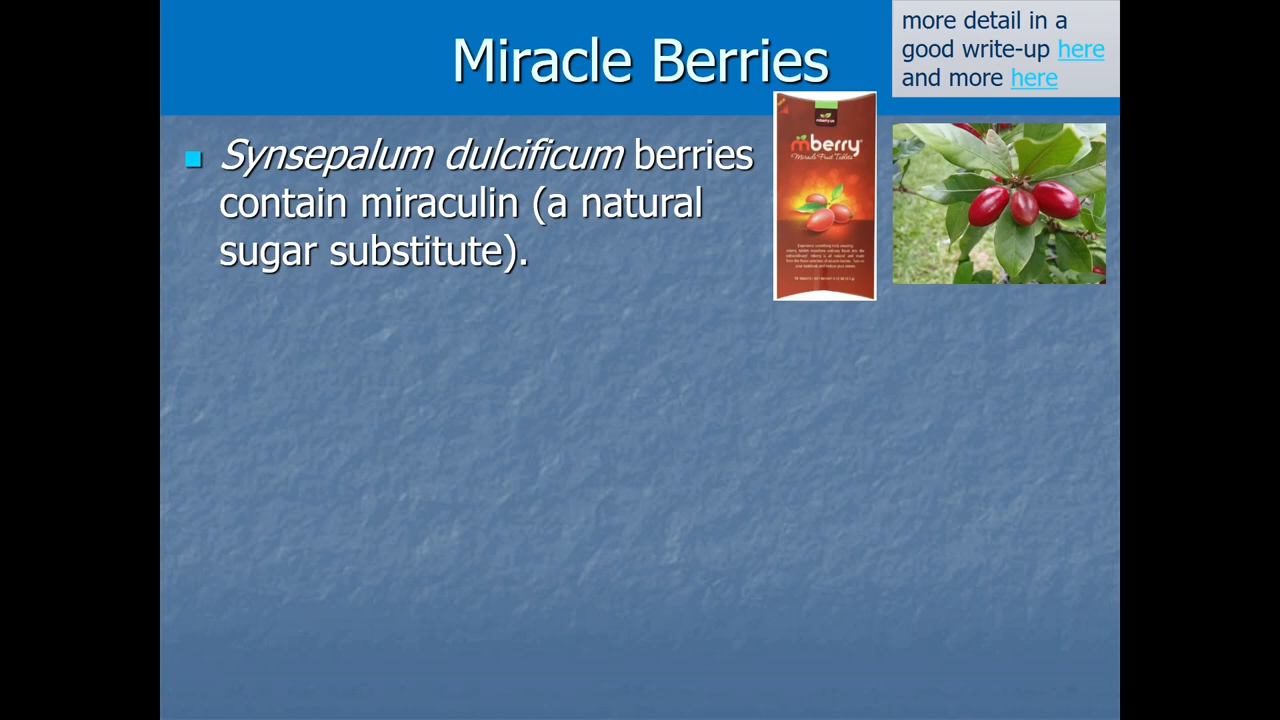 Miracle Berries
more detail in a
good write-up here
and more here
Synsepalum dulcificum berries
contain miraculin (a natural
sugar substitute).
mberry
Miracle Fruit Tablets